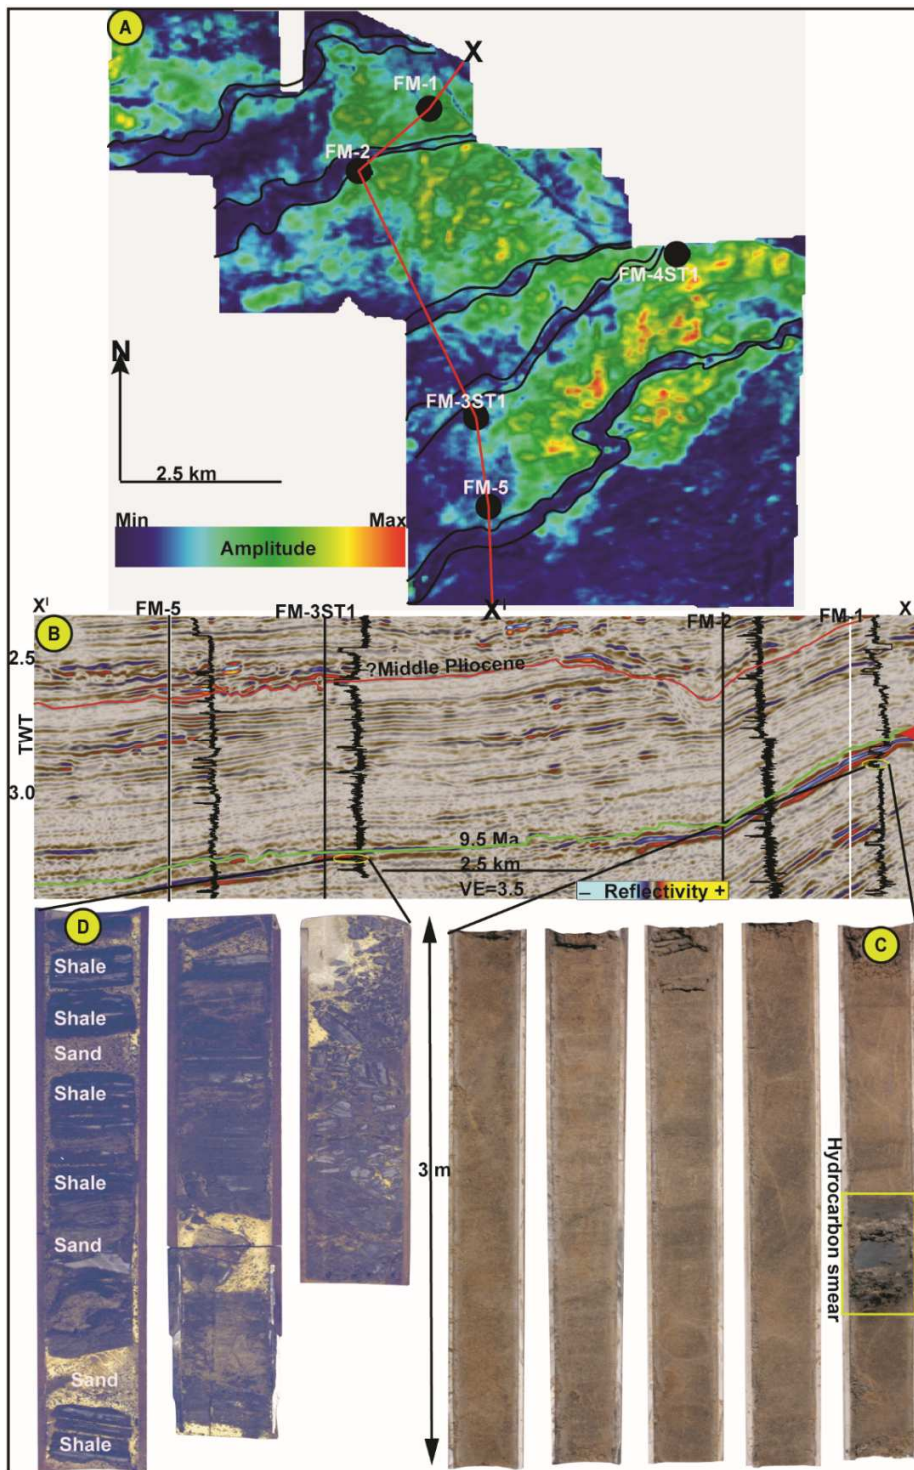 A
X
FM-1
FM-2
FM-4ST1
N
FM-3ST1
2.5 km
FM-5
Min
Max
Amplitude
Xᴵ
Xᴵ
FM-5
FM-3ST1
FM-2
FM-1
X
B
2.5
?Middle Pliocene
TWT
3.0
9.5 Ma
2.5 km
VE=3.5
– Reflectivity +
D
C
Shale
Shale
Sand
Shale
Shale
Sand
Sand
Shale
3 m
Hydrocarbon smear